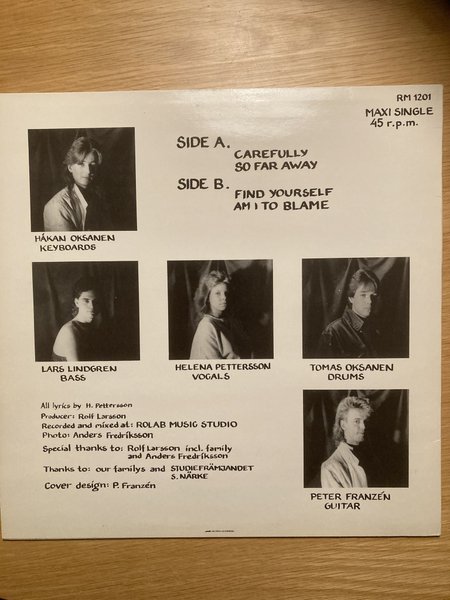 RM 1201
MAXI SINGLE
45 r.p.m.
SIDE A.
CAREFULLY
SO FAR AWAY
SIDE B.
FIND YOURSELF
AM I TO BLAME
HÅKAN OKSANEN
KEYBOARDS
LARS LINDGREN
BASS
HELENA PETTERSSON
VOCALS
TOMAS OKSANEN
DRUMS
All lyrics by H. Pettersson
Producer: Rolf Larsson
Recorded and mixed at: ROLAB MUSIC STUDIO
Photo: Anders Fredriksson
Special thanks to: Rolf Larsson incl. family
and Anders Fredriksson
Thanks to: our familys and STUDIEFRÄMJANDET
S. NÄRKE
Cover design: P. Franzén
PETER FRANZÉN
GUITAR